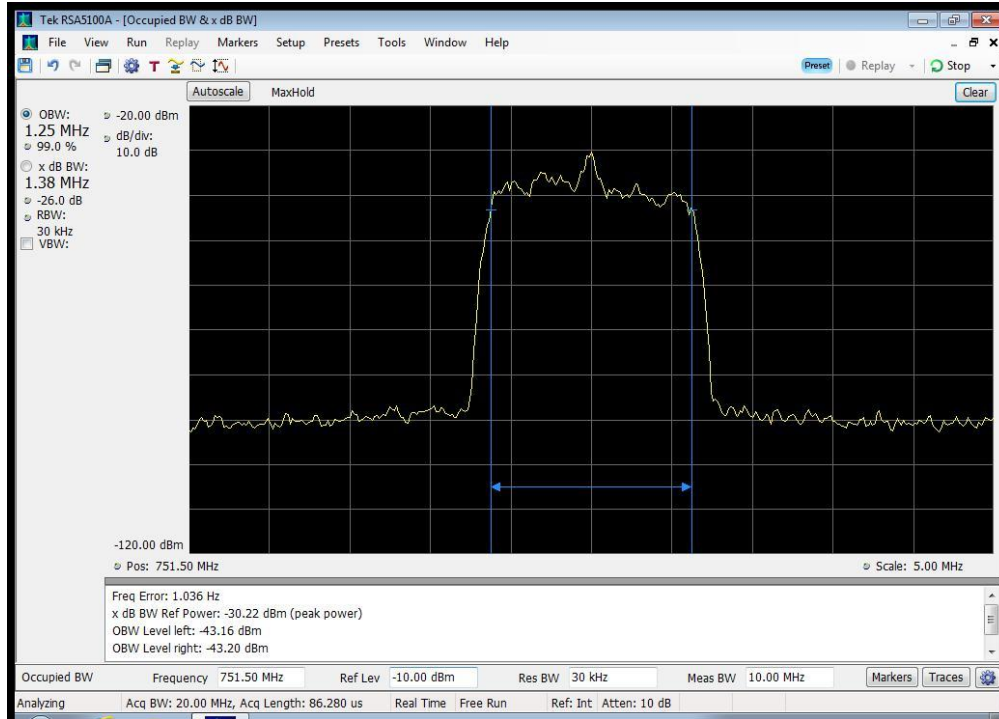 Tek RSA5100A - [Occupied BW & x dB BW]
File View Run Replay Markers Setup Presets Tools Window Help
Preset Replay Stop
Autoscale MaxHold Clear
OBW:
1.25 MHz
99.0 %
x dB BW:
1.38 MHz
-26.0 dB
RBW:
30 kHz
VBW:
-20.00 dBm
dB/div:
10.0 dB
-120.00 dBm
Pos: 751.50 MHz Scale: 5.00 MHz
Freq Error: 1.036 Hz
x dB BW Ref Power: -30.22 dBm (peak power)
OBW Level left: -43.16 dBm
OBW Level right: -43.20 dBm
Occupied BW Frequency 751.50 MHz Ref Lev -10.00 dBm Res BW 30 kHz Meas BW 10.00 MHz Markers Traces
Analyzing Acq BW: 20.00 MHz, Acq Length: 86.280 us Real Time Free Run Ref: Int Atten: 10 dB